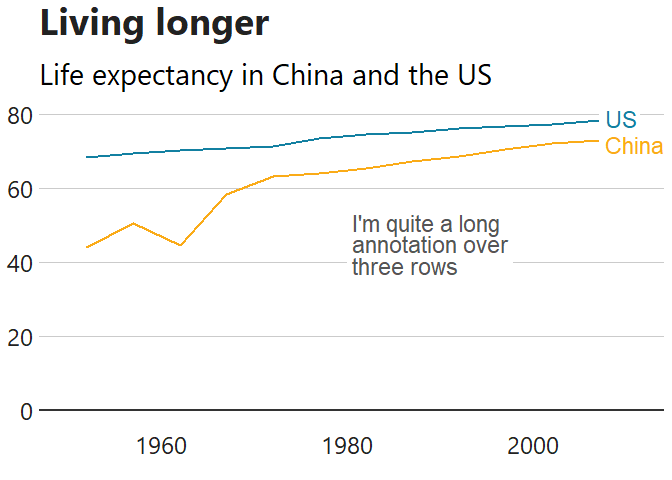 Living longer
Life expectancy in China and the US
80
US
China
60
I'm quite a long
annotation over
three rows
40
20
0
1960 1980 2000